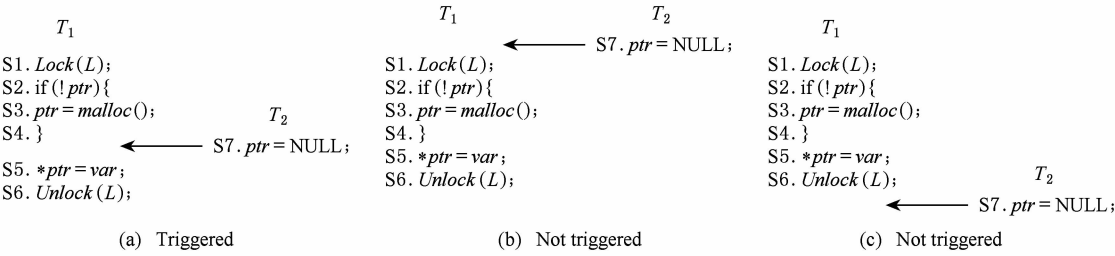 T₁
S1. Lock(L);
S2. if(!ptr){
S3. ptr=malloc();
S4. }
T₂
S7. ptr=NULL;
S5. *ptr=var;
S6. Unlock(L);
(a) Triggered
T₁
T₂
S7. ptr=NULL;
S1. Lock(L);
S2. if(!ptr){
S3. ptr=malloc();
S4. }
S5. *ptr=var;
S6. Unlock(L);
(b) Not triggered
T₁
S1. Lock(L);
S2. if(!ptr){
S3. ptr=malloc();
S4. }
S5. *ptr=var;
S6. Unlock(L);
T₂
S7. ptr=NULL;
(c) Not triggered